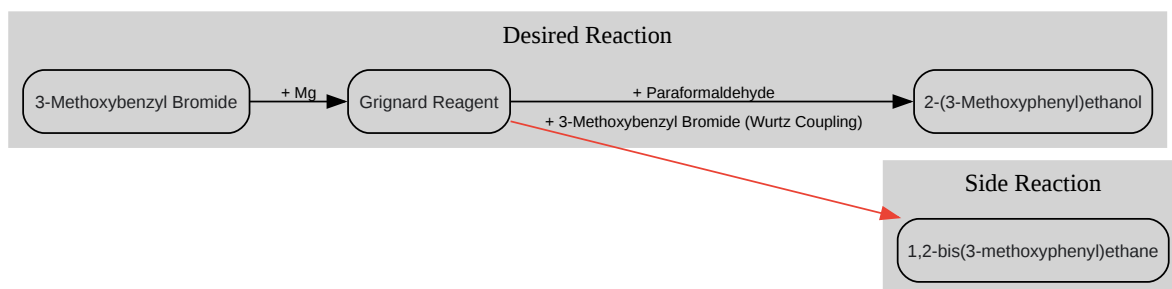 Desired Reaction
3-Methoxybenzyl Bromide
+ Mg
Grignard Reagent
+ Paraformaldehyde
2-(3-Methoxyphenyl)ethanol
+ 3-Methoxybenzyl Bromide (Wurtz Coupling)
Side Reaction
1,2-bis(3-methoxyphenyl)ethane